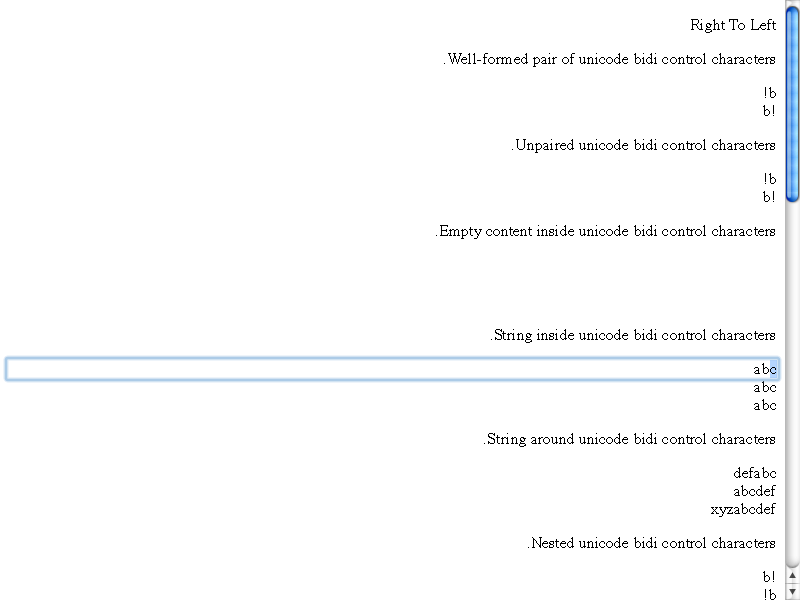 Right To Left
.Well-formed pair of unicode bidi control characters
!b
b!
.Unpaired unicode bidi control characters
!b
b!
.Empty content inside unicode bidi control characters
.String inside unicode bidi control characters
abc
abc
abc
.String around unicode bidi control characters
defabc
abcdef
xyzabcdef
.Nested unicode bidi control characters
b!
!b